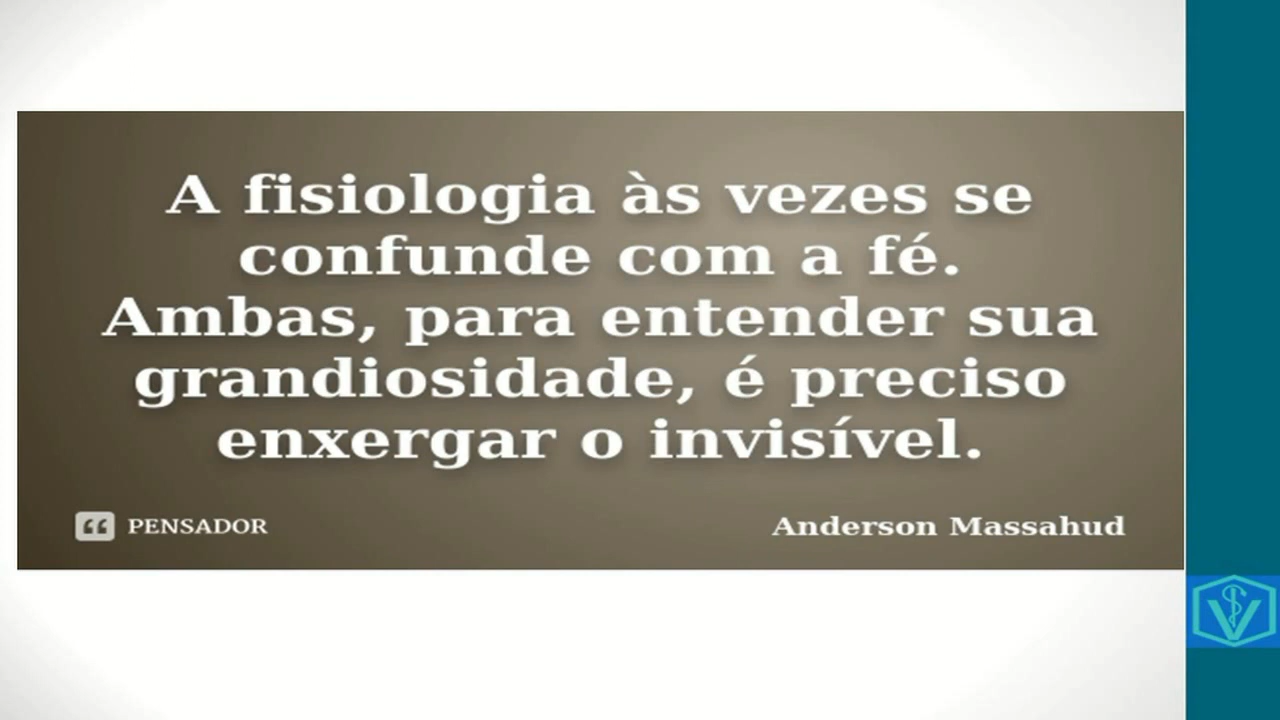 A fisiologia às vezes se
confunde com a fé.
Ambas, para entender sua
grandiosidade, é preciso
enxergar o invisível.
PENSADOR
Anderson Massahud